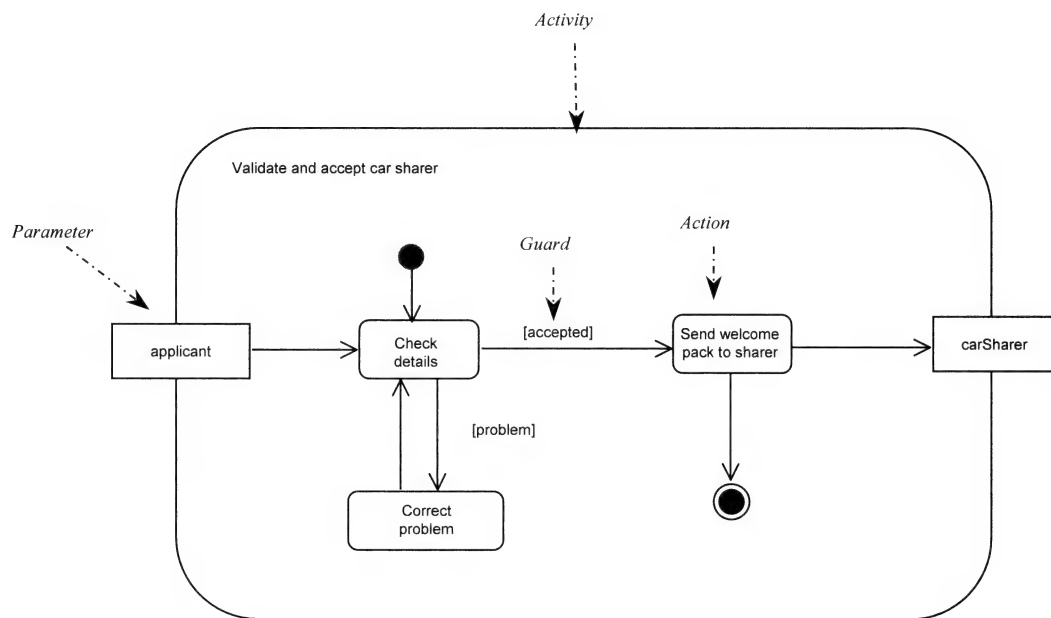 Activity
Validate and accept car sharer
Parameter
Guard
Action
applicant
Check
details
[accepted]
Send welcome
pack to sharer
carSharer
[problem]
Correct
problem